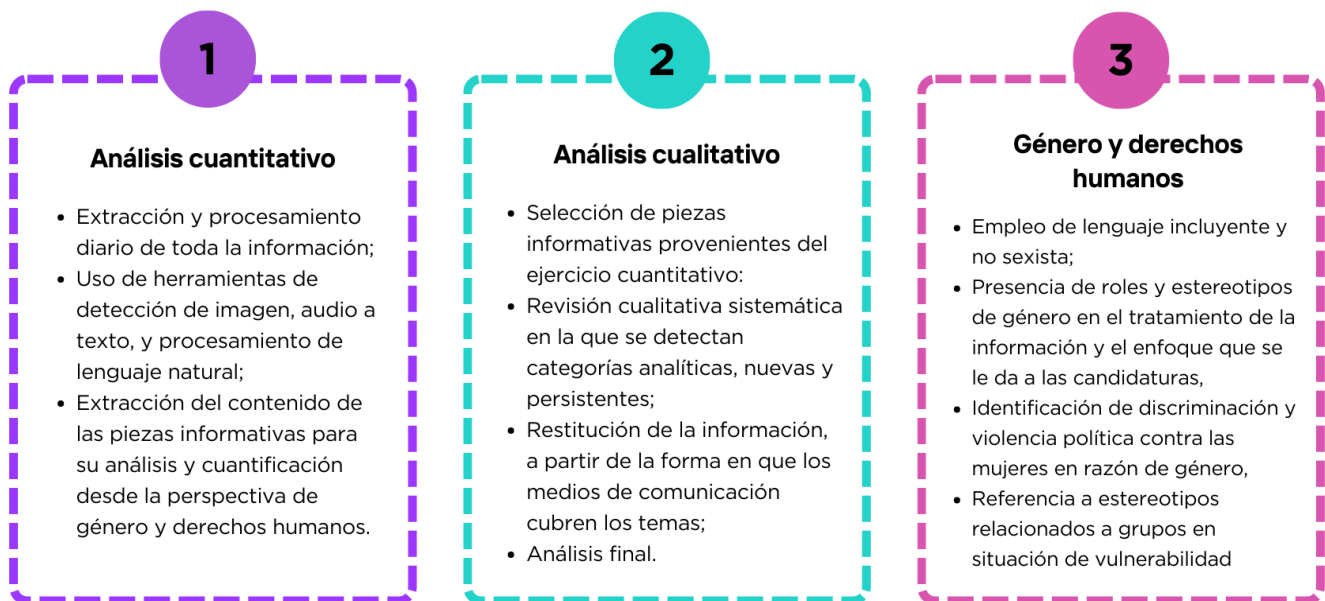 1
Análisis cuantitativo
• Extracción y procesamiento
diario de toda la información;
• Uso de herramientas de
detección de imagen, audio a
texto, y procesamiento de
lenguaje natural;
• Extracción del contenido de
las piezas informativas para
su análisis y cuantificación
desde la perspectiva de
género y derechos humanos.
2
Análisis cualitativo
• Selección de piezas
informativas provenientes del
ejercicio cuantitativo:
• Revisión cualitativa sistemática
en la que se detectan
categorías analíticas, nuevas y
persistentes;
• Restitución de la información,
a partir de la forma en que los
medios de comunicación
cubren los temas;
• Análisis final.
3
Género y derechos
humanos
• Empleo de lenguaje incluyente y
no sexista;
• Presencia de roles y estereotipos
de género en el tratamiento de la
información y el enfoque que se
le da a las candidaturas,
• Identificación de discriminación y
violencia política contra las
mujeres en razón de género,
• Referencia a estereotipos
relacionados a grupos en
situación de vulnerabilidad